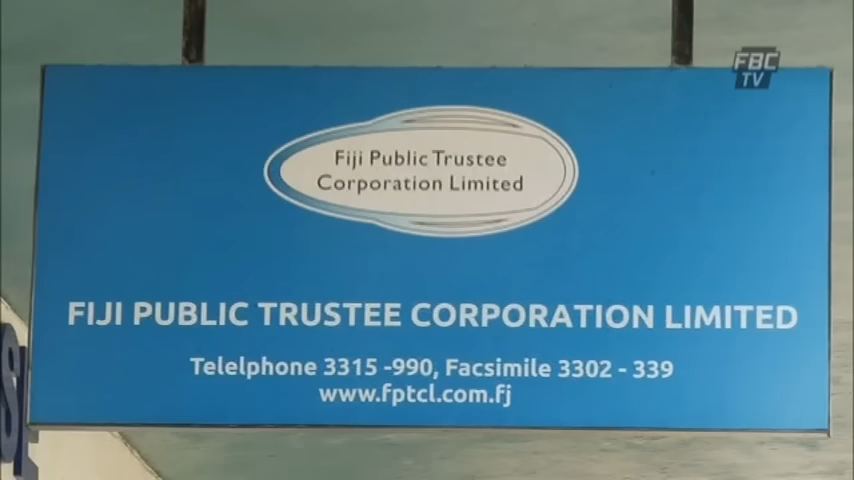 FBC
TV
Fiji Public Trustee
Corporation Limited
FIJI PUBLIC TRUSTEE CORPORATION LIMITED
Telelphone 3315 -990, Facsimile 3302 - 339
www.fptcl.com.fj